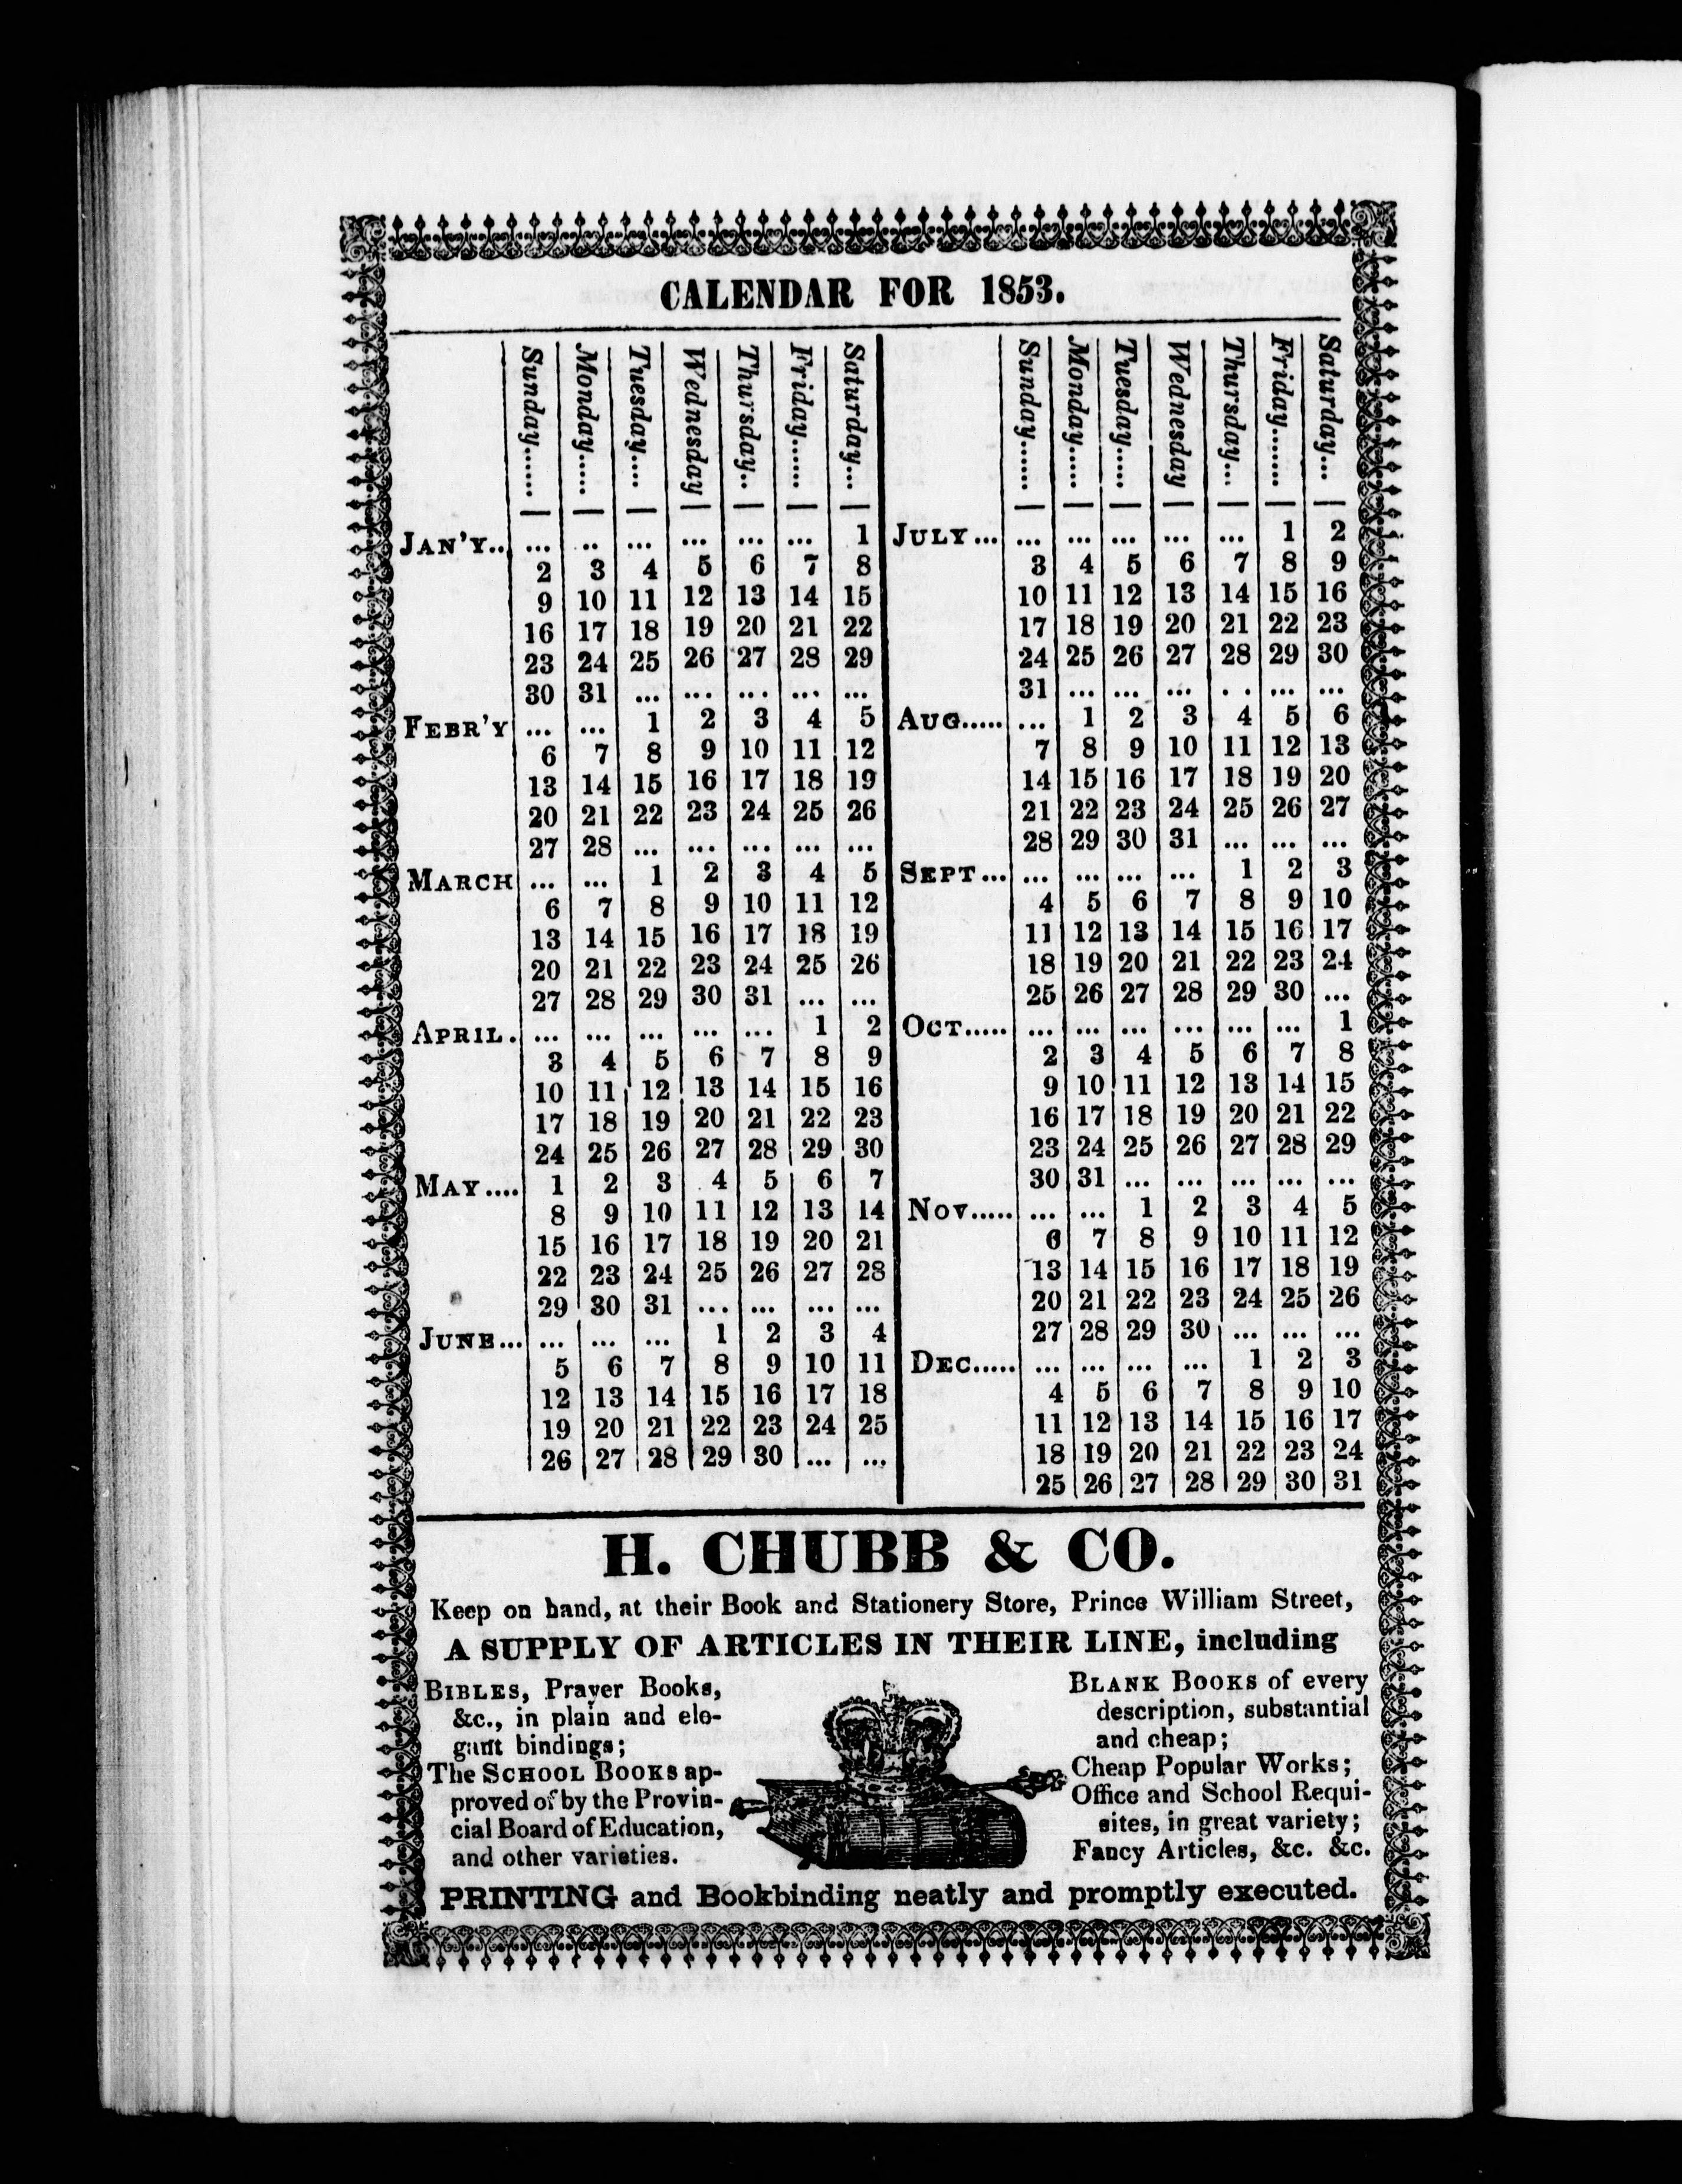 CALENDAR FOR 1853.
Sunday...... Monday..... Tuesday.... Wednesday Thursday.. Friday...... Saturday....
JAN'Y.. ... .. ... ... ... ... 1
2 3 4 5 6 7 8
9 10 11 12 13 14 15
16 17 18 19 20 21 22
23 24 25 26 27 28 29
30 31 ... ... ... ... ...
FEBR'Y ... ... 1 2 3 4 5
6 7 8 9 10 11 12
13 14 15 16 17 18 19
20 21 22 23 24 25 26
27 28 ... ... ... ... ...
MARCH ... ... 1 2 3 4 5
6 7 8 9 10 11 12
13 14 15 16 17 18 19
20 21 22 23 24 25 26
27 28 29 30 31 ... ...
APRIL. ... ... ... ... ... 1 2
3 4 5 6 7 8 9
10 11 12 13 14 15 16
17 18 19 20 21 22 23
24 25 26 27 28 29 30
MAY.... 1 2 3 4 5 6 7
8 9 10 11 12 13 14
15 16 17 18 19 20 21
22 23 24 25 26 27 28
29 30 31 ... ... ... ...
JUNE... ... ... ... 1 2 3 4
5 6 7 8 9 10 11
12 13 14 15 16 17 18
19 20 21 22 23 24 25
26 27 28 29 30 ... ...
Sunday...... Monday..... Tuesday..... Wednesday Thursday... Friday....... Saturday...
JULY... ... ... ... ... ... 1 2
3 4 5 6 7 8 9
10 11 12 13 14 15 16
17 18 19 20 21 22 23
24 25 26 27 28 29 30
31 ... ... ... . . ... ...
AUG..... ... 1 2 3 4 5 6
7 8 9 10 11 12 13
14 15 16 17 18 19 20
21 22 23 24 25 26 27
28 29 30 31 ... ... ...
SEPT... ... ... ... ... 1 2 3
4 5 6 7 8 9 10
11 12 13 14 15 16 17
18 19 20 21 22 23 24
25 26 27 28 29 30 ...
OCT..... ... ... ... ... ... ... 1
2 3 4 5 6 7 8
9 10 11 12 13 14 15
16 17 18 19 20 21 22
23 24 25 26 27 28 29
30 31 ... ... ... ... ...
NOV..... ... ... 1 2 3 4 5
6 7 8 9 10 11 12
13 14 15 16 17 18 19
20 21 22 23 24 25 26
27 28 29 30 ... ... ...
DEC..... ... ... ... ... 1 2 3
4 5 6 7 8 9 10
11 12 13 14 15 16 17
18 19 20 21 22 23 24
25 26 27 28 29 30 31
H. CHUBB & CO.
Keep on hand, at their Book and Stationery Store, Prince William Street,
A SUPPLY OF ARTICLES IN THEIR LINE, including
BIBLES, Prayer Books,
&c., in plain and ele-
gant bindings;
The SCHOOL BOOKS ap-
proved of by the Provin-
cial Board of Education,
and other varieties.
BLANK BOOKS of every
description, substantial
and cheap;
Cheap Popular Works;
Office and School Requi-
sites, in great variety;
Fancy Articles, &c. &c.
PRINTING and Bookbinding neatly and promptly executed.